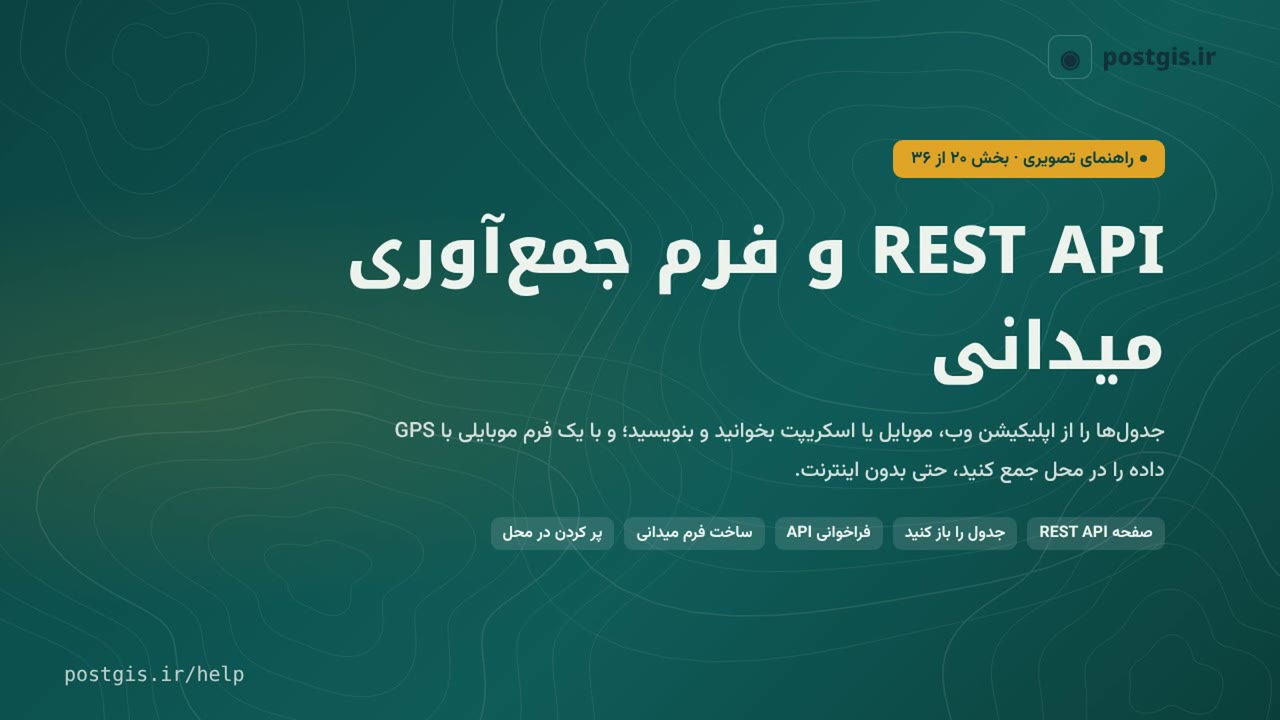 postgis.ir
• راهنمای تصویری · بخش ۲۰ از ۳۶
REST API و فرم جمع‌آوری
میدانی
جدول‌ها را از اپلیکیشن وب، موبایل یا اسکریپت بخوانید و بنویسید؛ و با یک فرم موبایلی با GPS
داده را در محل جمع کنید، حتی بدون اینترنت.
صفحه REST API
جدول را باز کنید
فراخوانی API
ساخت فرم میدانی
پر کردن در محل
postgis.ir/help